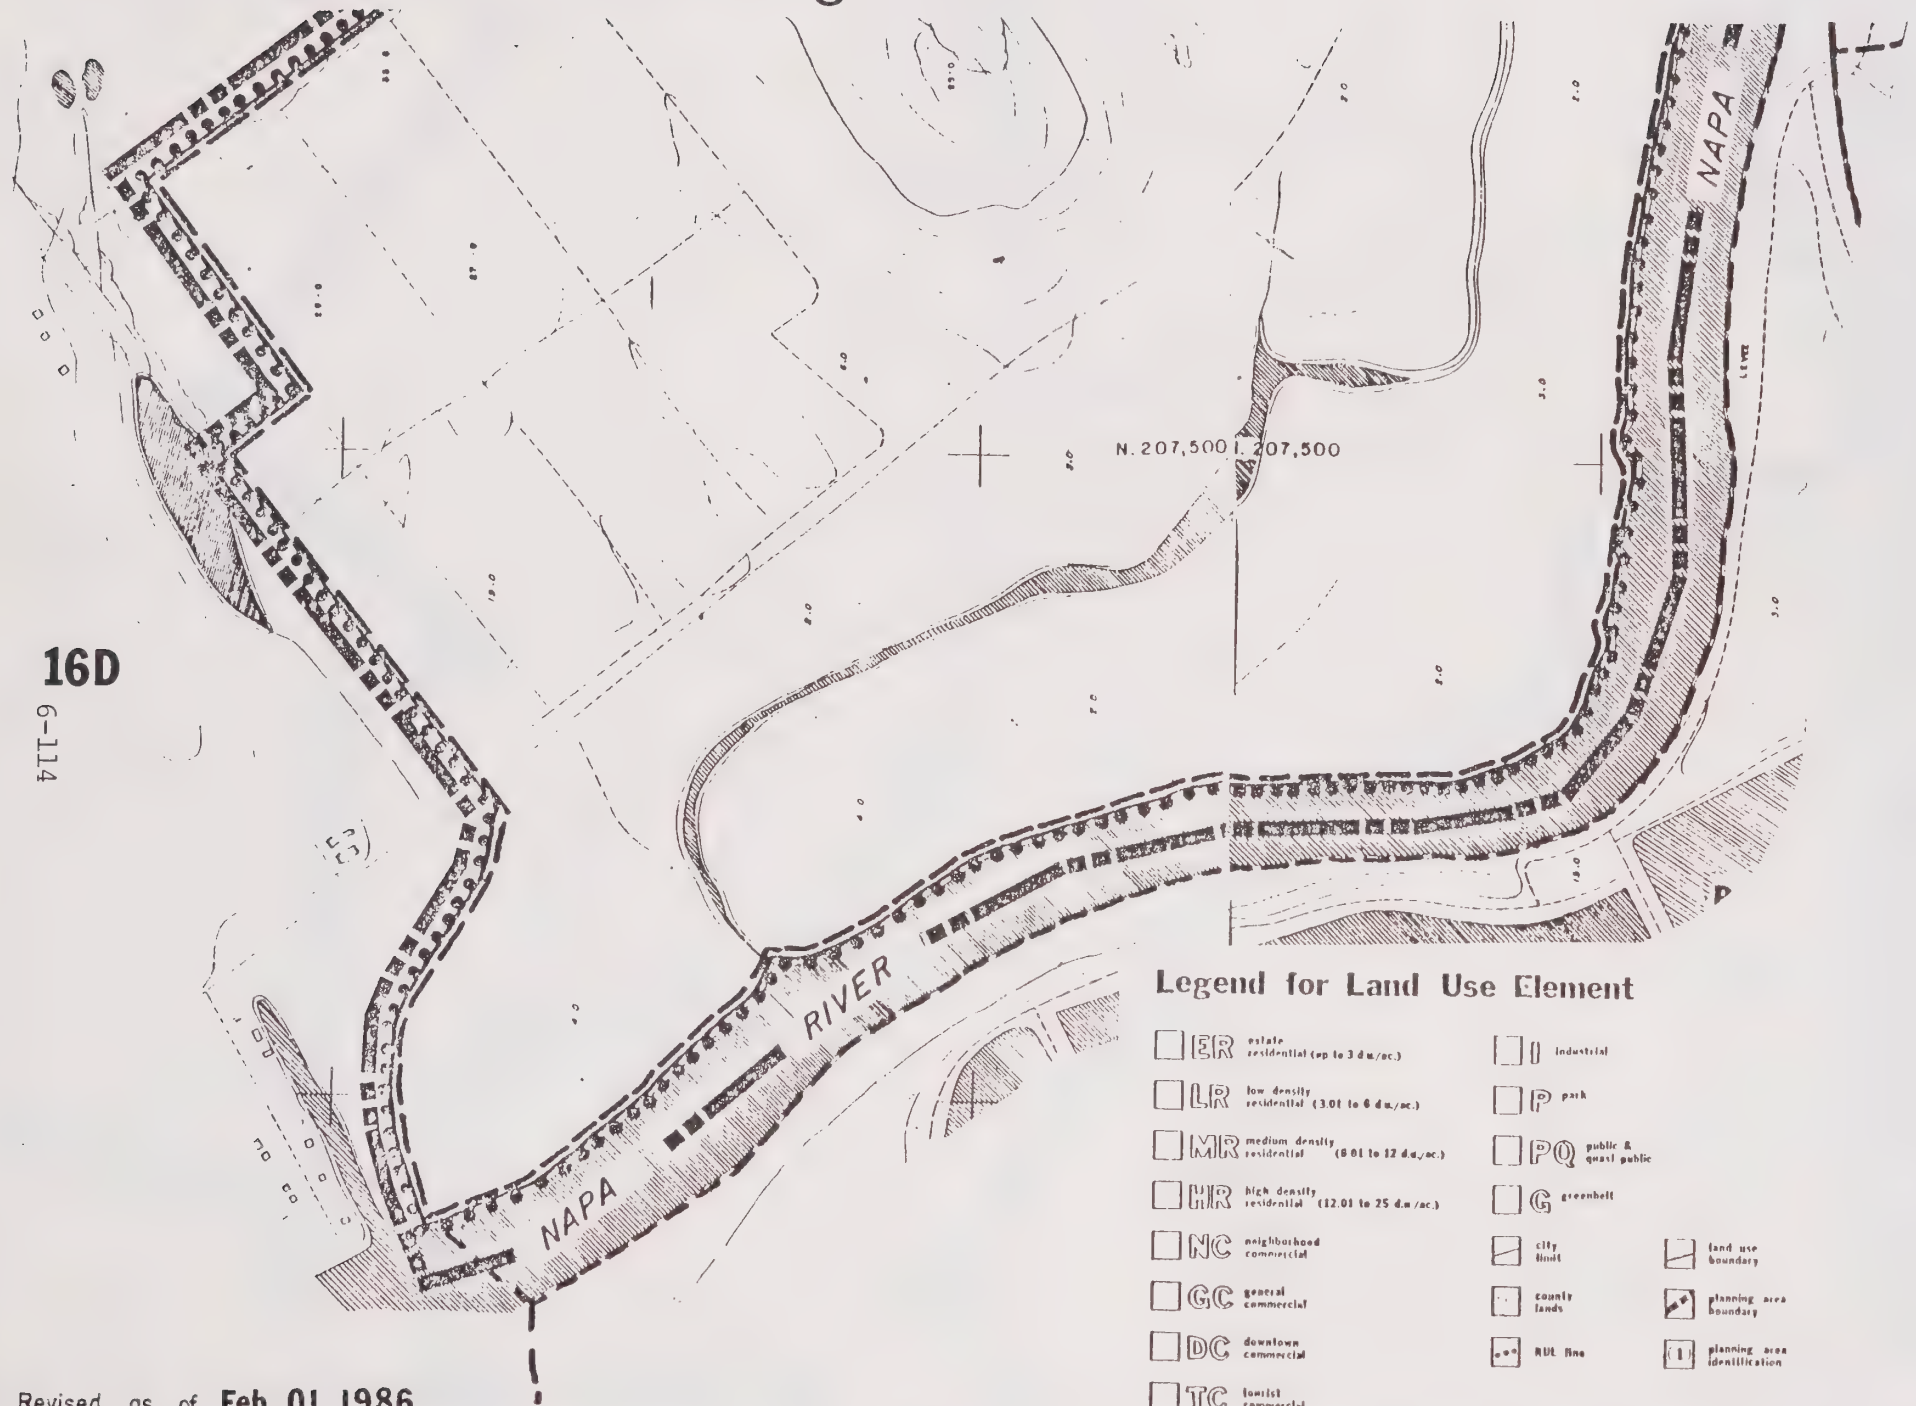 NAPA
LEVEE
N. 207,500
207,500
16D
6-114
RIVER
NAPA
P
Legend for Land Use Element
ER estate residential (up to 3 d.u./ac.)
LR low density residential (3.01 to 6 d.u./ac.)
MR medium density residential (6.01 to 12 d.u./ac.)
HR high density residential (12.01 to 25 d.u./ac.)
NC neighborhood commercial
GC general commercial
DC downtown commercial
TC tourist commercial
I industrial
P park
PQ public & quasi public
G greenbelt
city limit
county lands
RUL line
land use boundary
planning area boundary
(1) planning area identification
Revised as of Feb. 01 1986